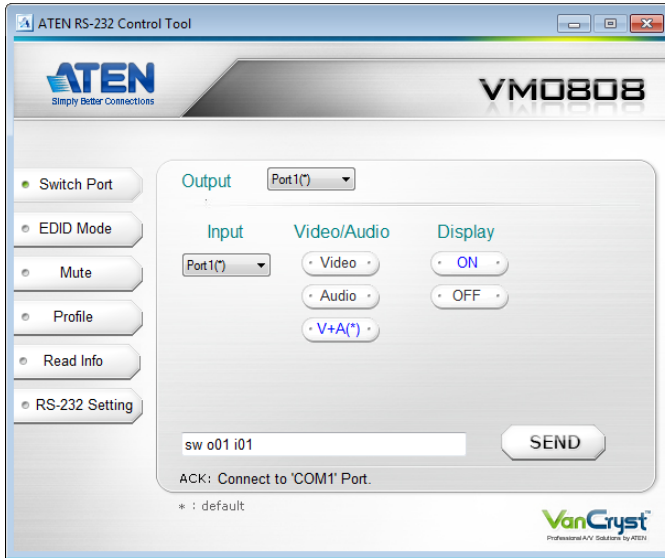 ATEN RS-232 Control Tool
ATEN
Simply Better Connections
VM0808
Switch Port
EDID Mode
Mute
Profile
Read Info
RS-232 Setting
Output Port1(*)
Input Video/Audio Display
Port1(*) Video ON
Audio OFF
V+A(*)
sw o01 i01
SEND
ACK: Connect to 'COM1' Port.
* : default
VanCryst
Professional A/V Solutions by ATEN